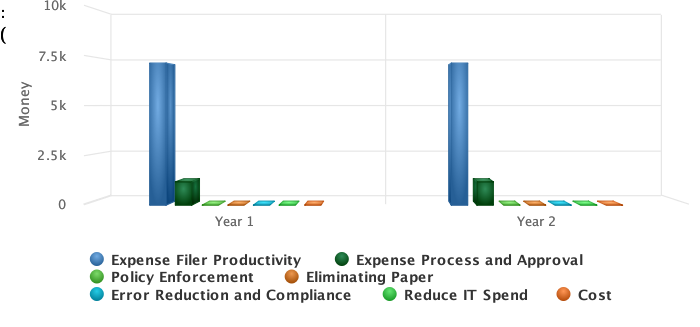 :
(
10k
7.5k
5k
2.5k
0
Money
Year 1 Year 2
Expense Filer Productivity Expense Process and Approval
Policy Enforcement Eliminating Paper
Error Reduction and Compliance Reduce IT Spend Cost